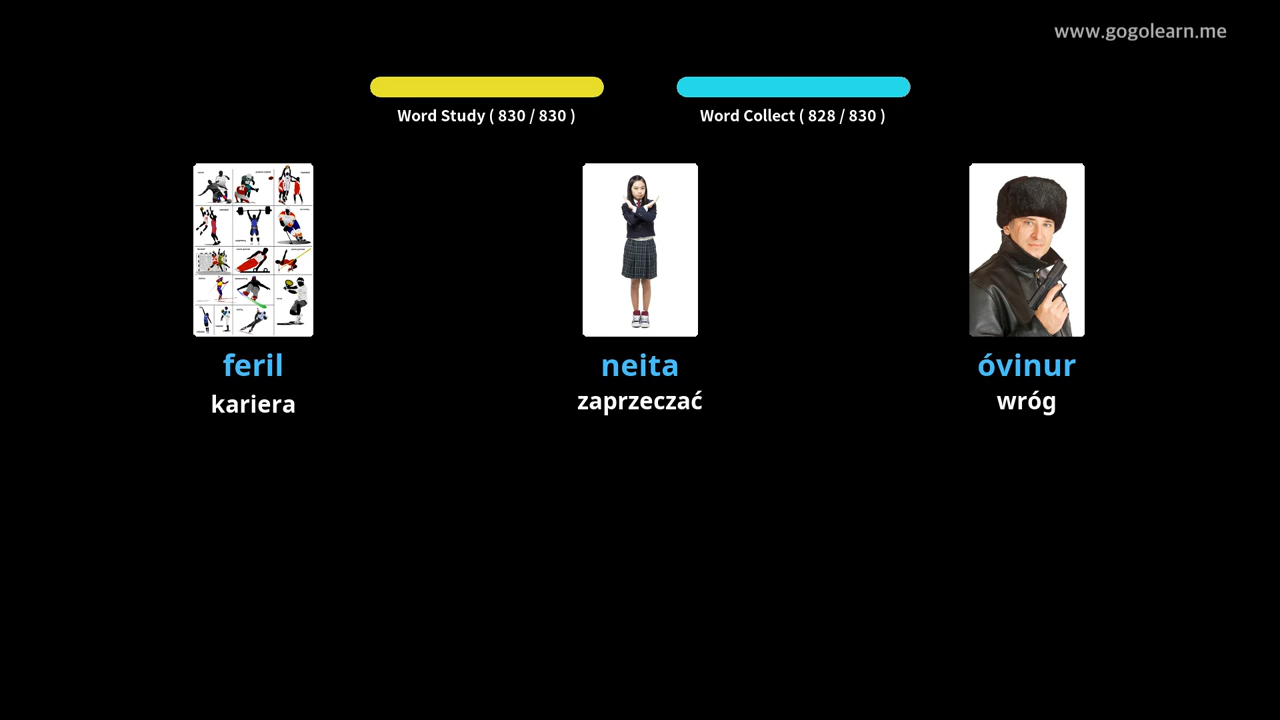 www.gogolearn.me
Word Study ( 830 / 830 )
Word Collect ( 828 / 830 )
feril
neita
óvinur
kariera
zaprzeczać
wróg